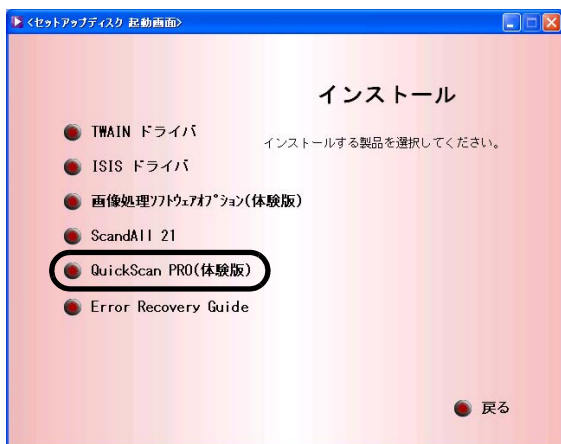 <セットアップディスク 起動画面>
インストール
インストールする製品を選択してください。
TWAIN ドライバ
ISIS ドライバ
画像処理ソフトウェアオプション(体験版)
ScandAll 21
QuickScan PRO(体験版)
Error Recovery Guide
戻る